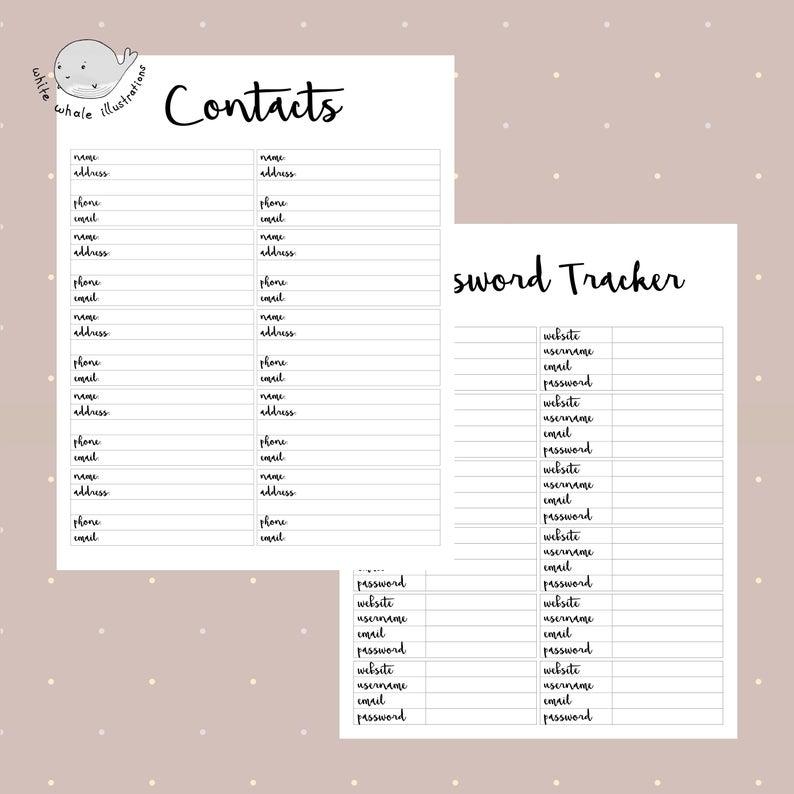 white whale illustrations
Contacts
name: name:
address: address:
phone: phone:
email: email:
name: name:
address: address:
phone: phone:
email: email:
name: name:
address: address:
phone: phone:
email: email:
name: name:
address: address:
phone: phone:
email: email:
name: name:
address: address:
phone: phone:
email: email:
sword Tracker
website
username
email
password
website
username
email
password
website
username
email
password
website
username
email
password password
website website
username username
email email
password password
website website
username username
email email
password password